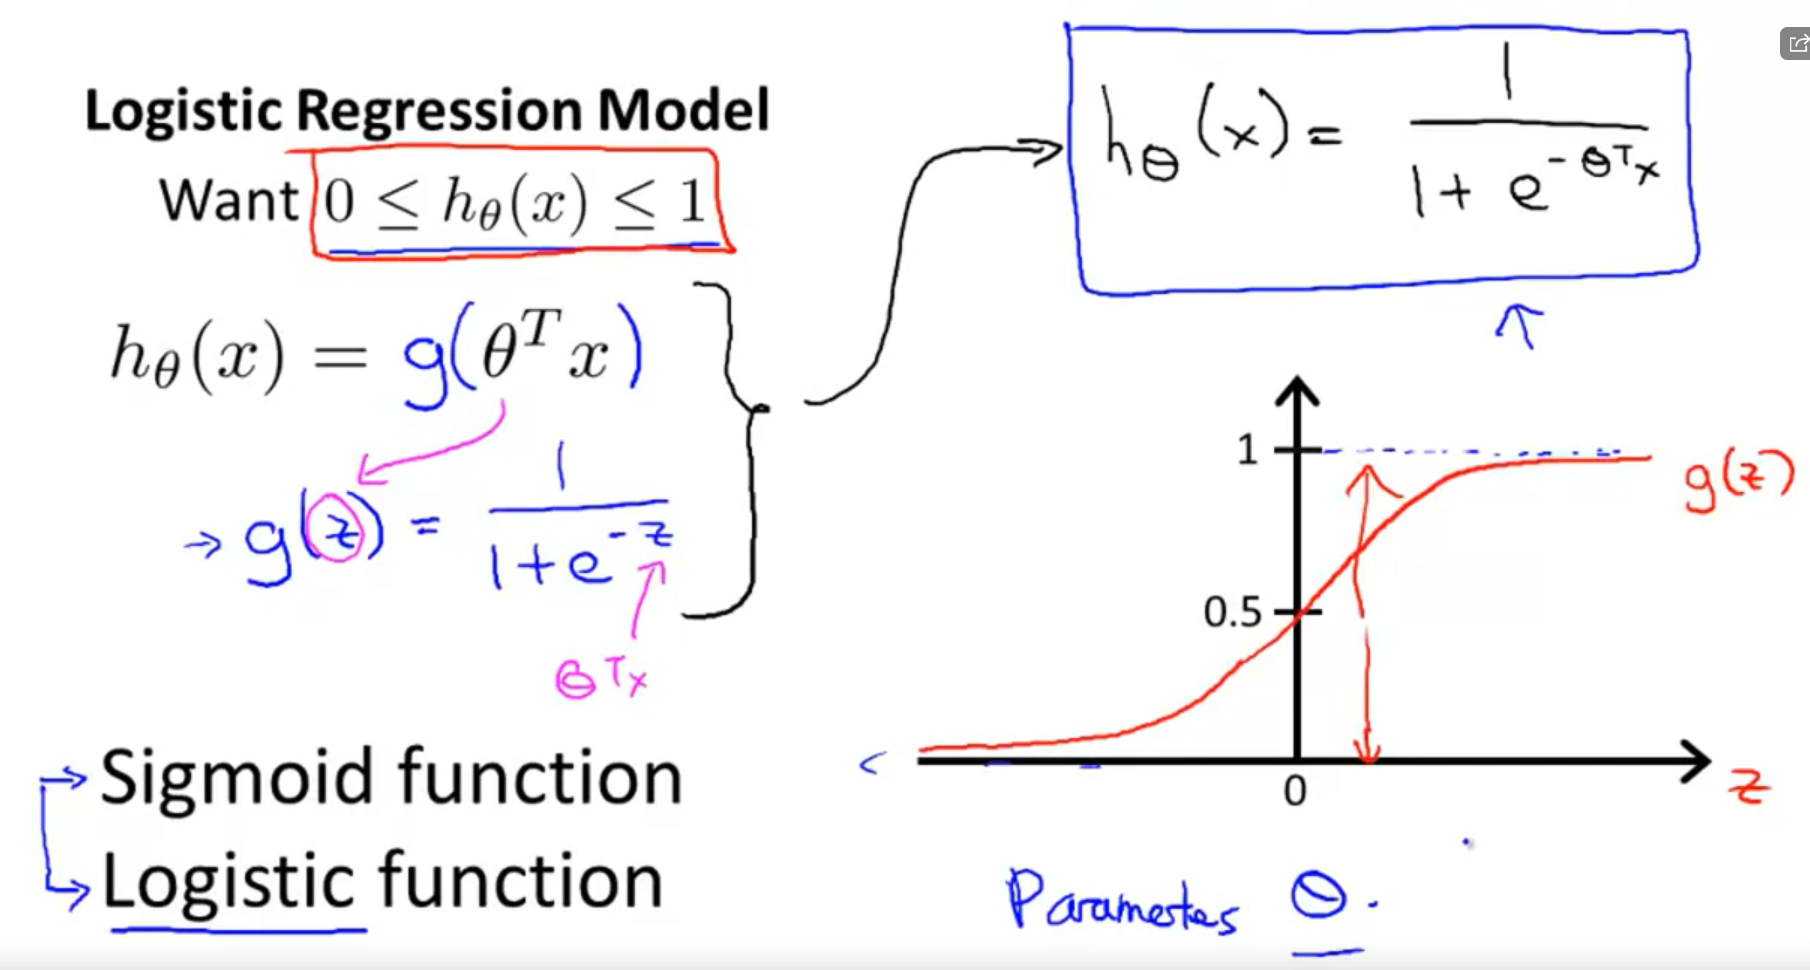 Logistic Regression Model
Want 0 ≤ hθ(x) ≤ 1
hθ(x) = g(θᵀx)
→ g(z) = 1 / (1 + e^(-z))
θᵀx
Sigmoid function
Logistic function
hθ(x) = 1 / (1 + e^(-θᵀx))
1
g(z)
0.5
0
z
Parameters θ.